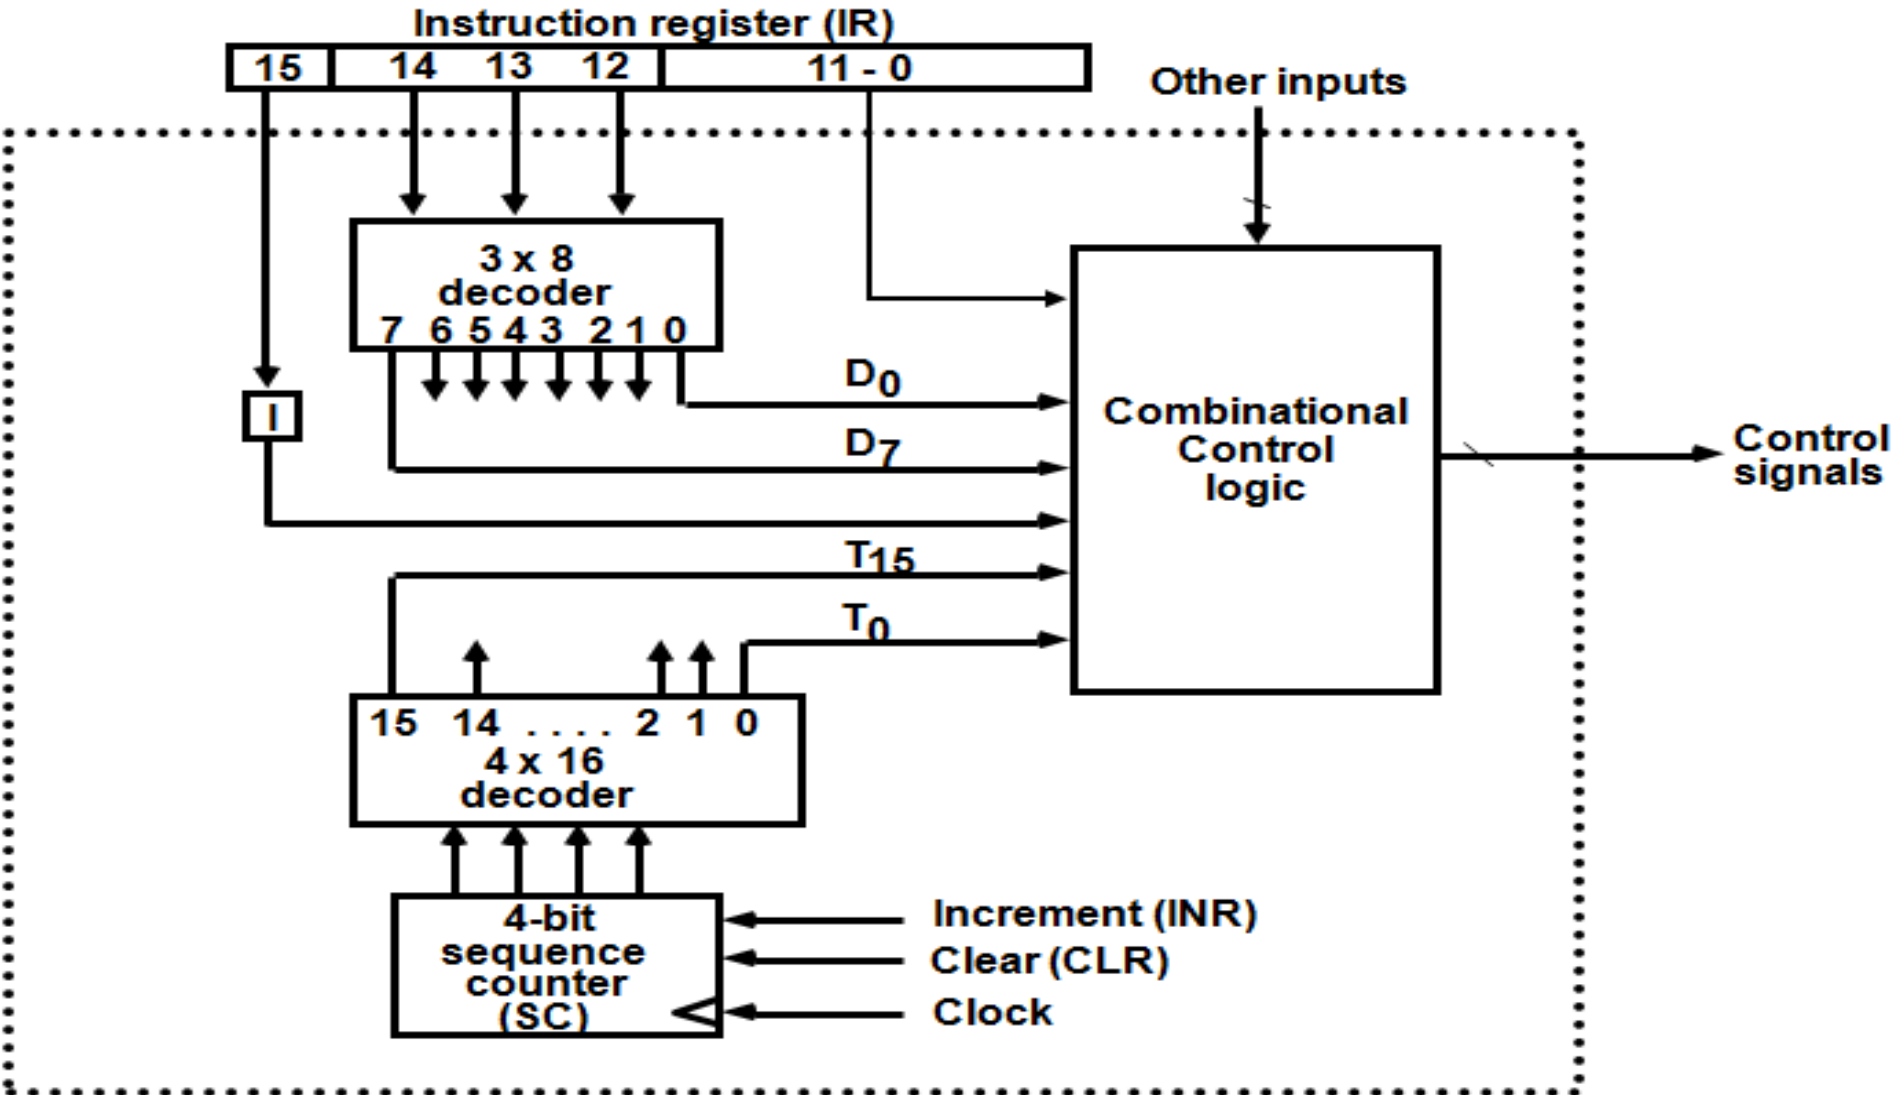 Instruction register (IR)
15 14 13 12 11 - 0
Other inputs
3 x 8
decoder
7 6 5 4 3 2 1 0
D0
I
Combinational
Control
logic
Control
signals
D7
T15
T0
15 14 . . . . 2 1 0
4 x 16
decoder
4-bit
sequence
counter
(SC)
Increment (INR)
Clear (CLR)
Clock